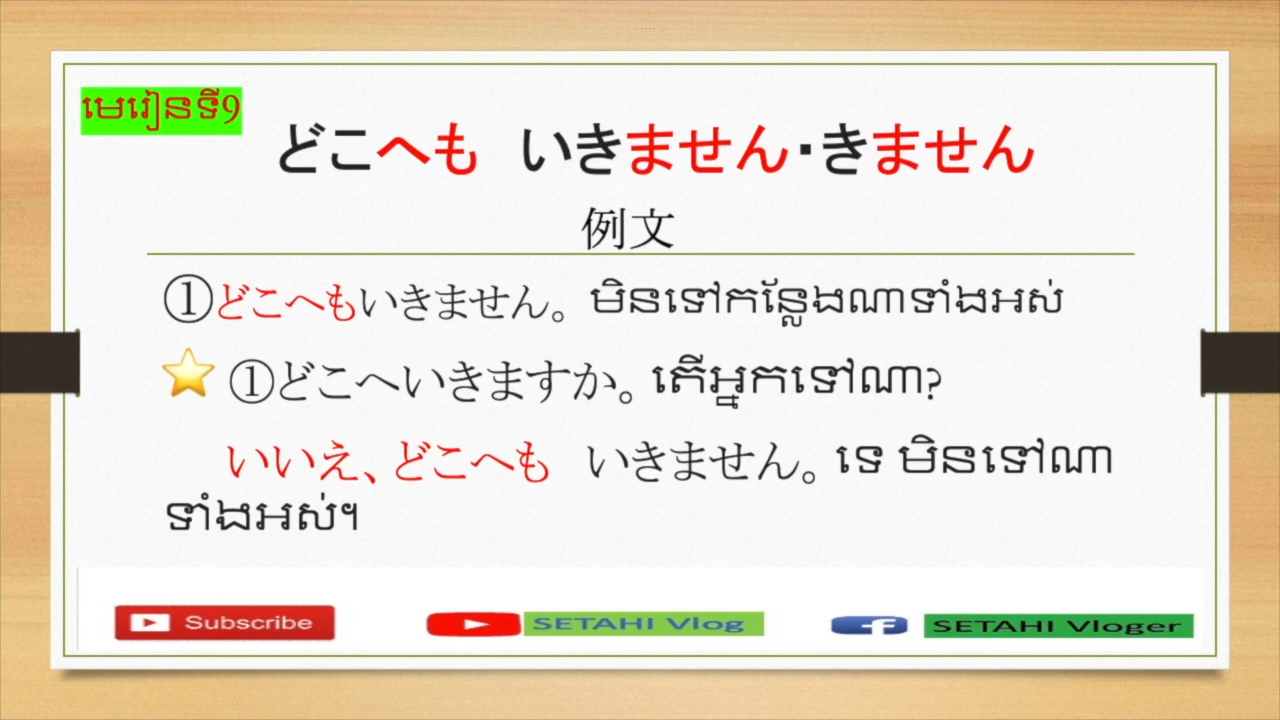 មេរៀនទី9
どこへも　いきません・きません
例文
①どこへもいきません。 មិនទៅកន្លែងណាទាំងអស់
①どこへいきますか。តើអ្នកទៅណា?
いいえ、どこへも　いきません。ទេ មិនទៅណា
ទាំងអស់។
Subscribe
SETAHI Vlog
SETAHI Vloger